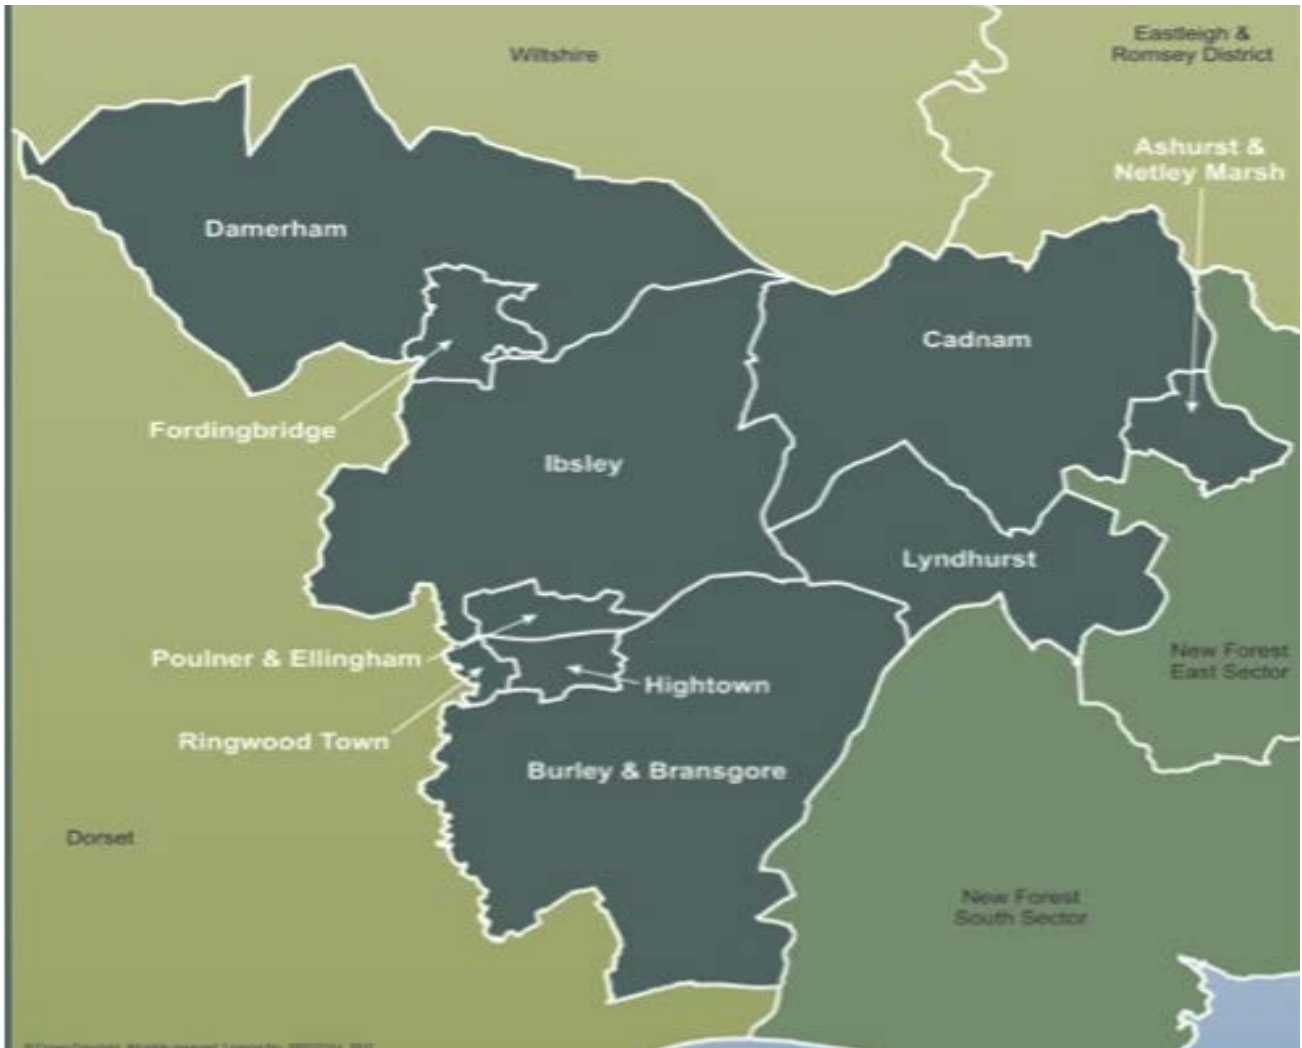 Wiltshire
Eastleigh &
Romsey District
Ashurst &
Netley Marsh
Damerham
Cadnam
Fordingbridge
Ibsley
Lyndhurst
Poulner & Ellingham
Hightown
New Forest
East Sector
Ringwood Town
Burley & Bransgore
Dorset
New Forest
South Sector